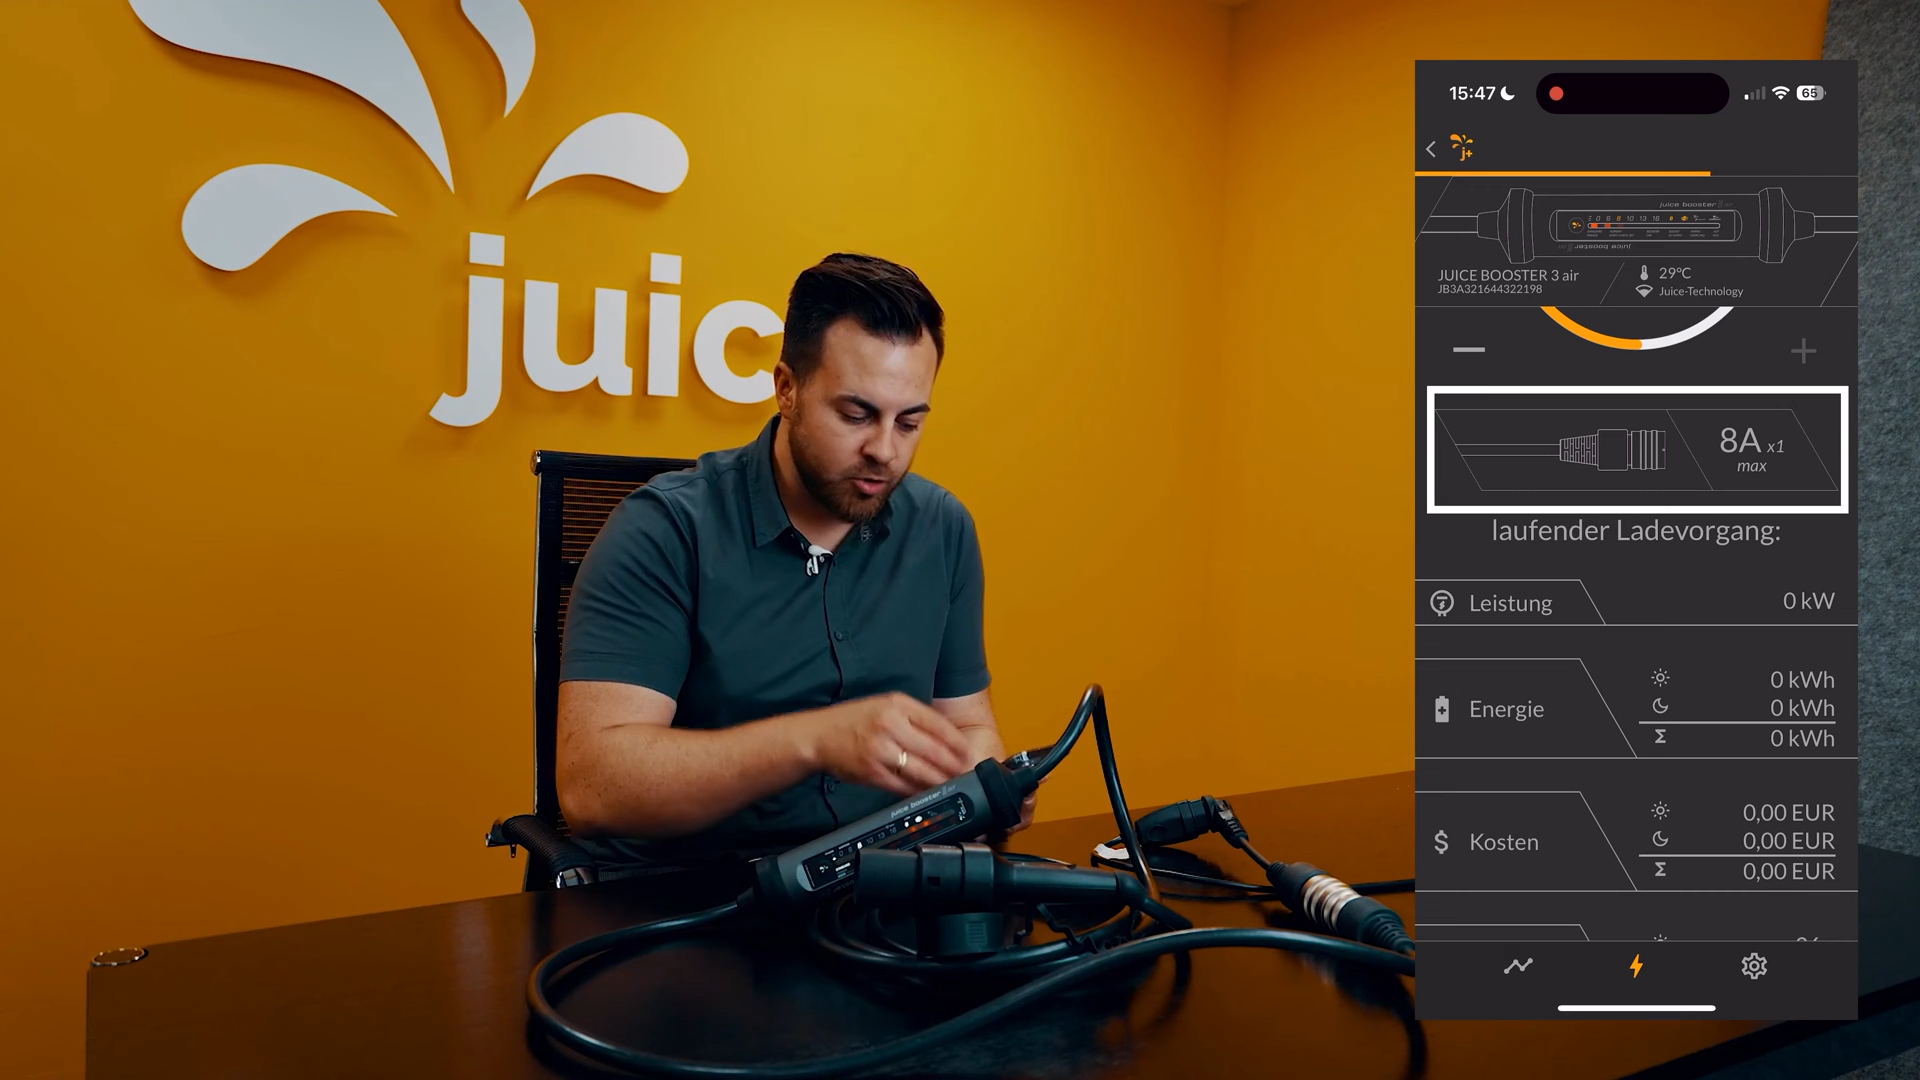 juic
15:47
65
j+
juice booster
JUICE BOOSTER 3 air
JB3A321644322198
29°C
Juice-Technology
8A x1
max
laufender Ladevorgang:
Leistung
0 kW
Energie
0 kWh
0 kWh
Σ 0 kWh
$ Kosten
0,00 EUR
0,00 EUR
Σ 0,00 EUR
juice booster